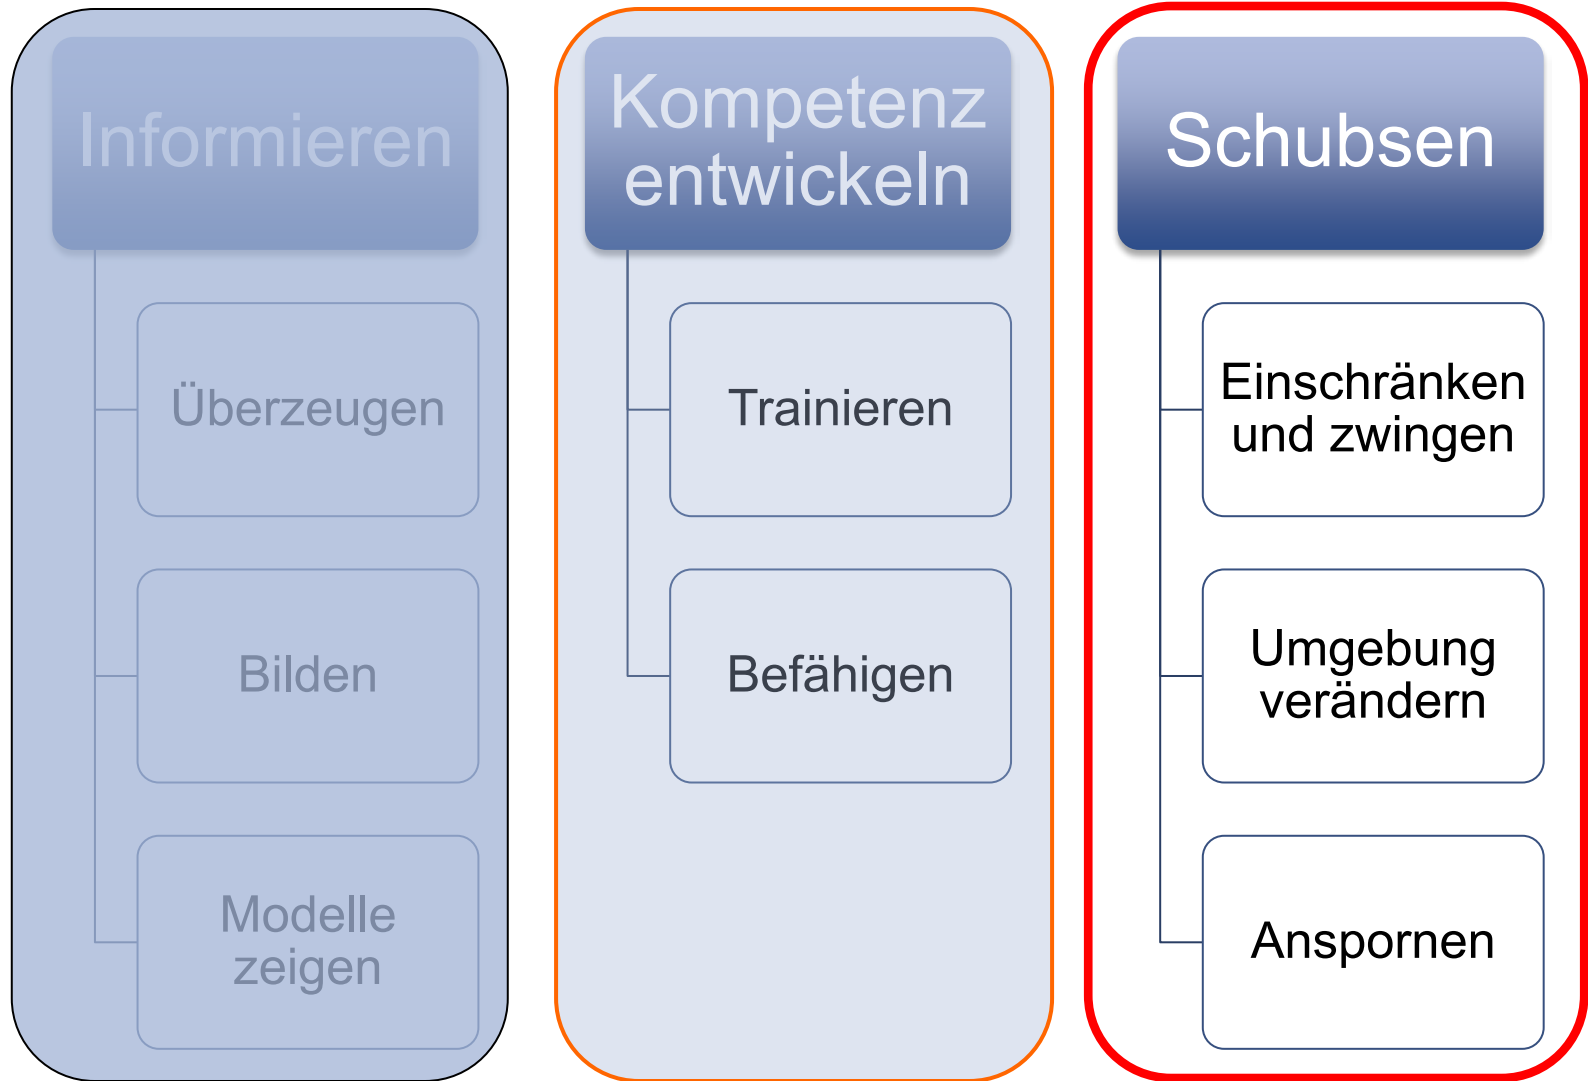 Informieren
Überzeugen
Bilden
Modelle
zeigen
Kompetenz
entwickeln
Trainieren
Befähigen
Schubsen
Einschränken
und zwingen
Umgebung
verändern
Anspornen